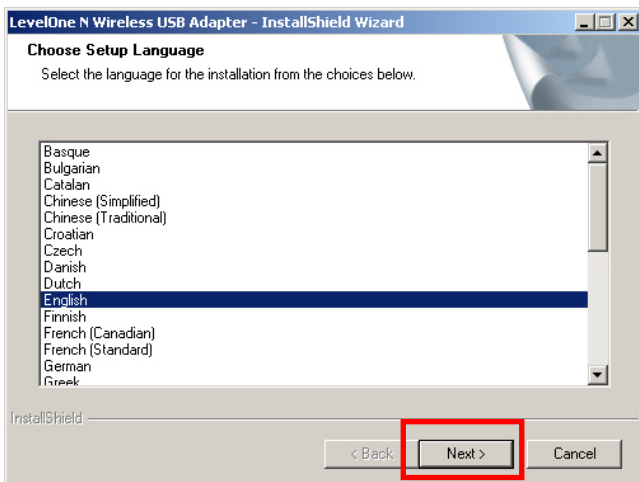 LevelOne N Wireless USB Adapter - InstallShield Wizard
Choose Setup Language
Select the language for the installation from the choices below.
Basque
Bulgarian
Catalan
Chinese (Simplified)
Chinese (Traditional)
Croatian
Czech
Danish
Dutch
English
Finnish
French (Canadian)
French (Standard)
German
Greek
InstallShield
< Back Next > Cancel